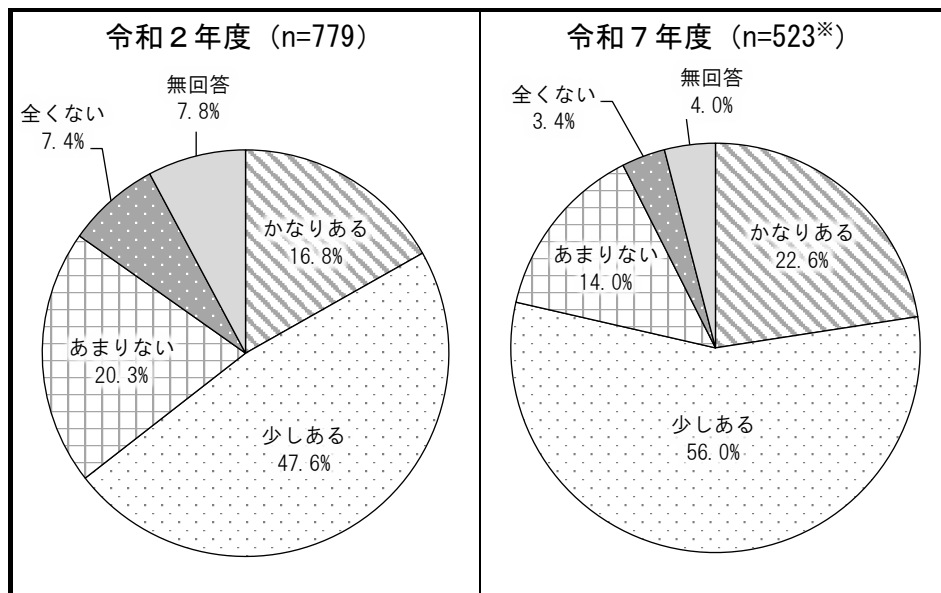 令和２年度（n=779）
無回答
7.8%
全くない
7.4%
かなりある
16.8%
あまりない
20.3%
少しある
47.6%
令和７年度（n=523※）
無回答
4.0%
全くない
3.4%
かなりある
22.6%
あまりない
14.0%
少しある
56.0%